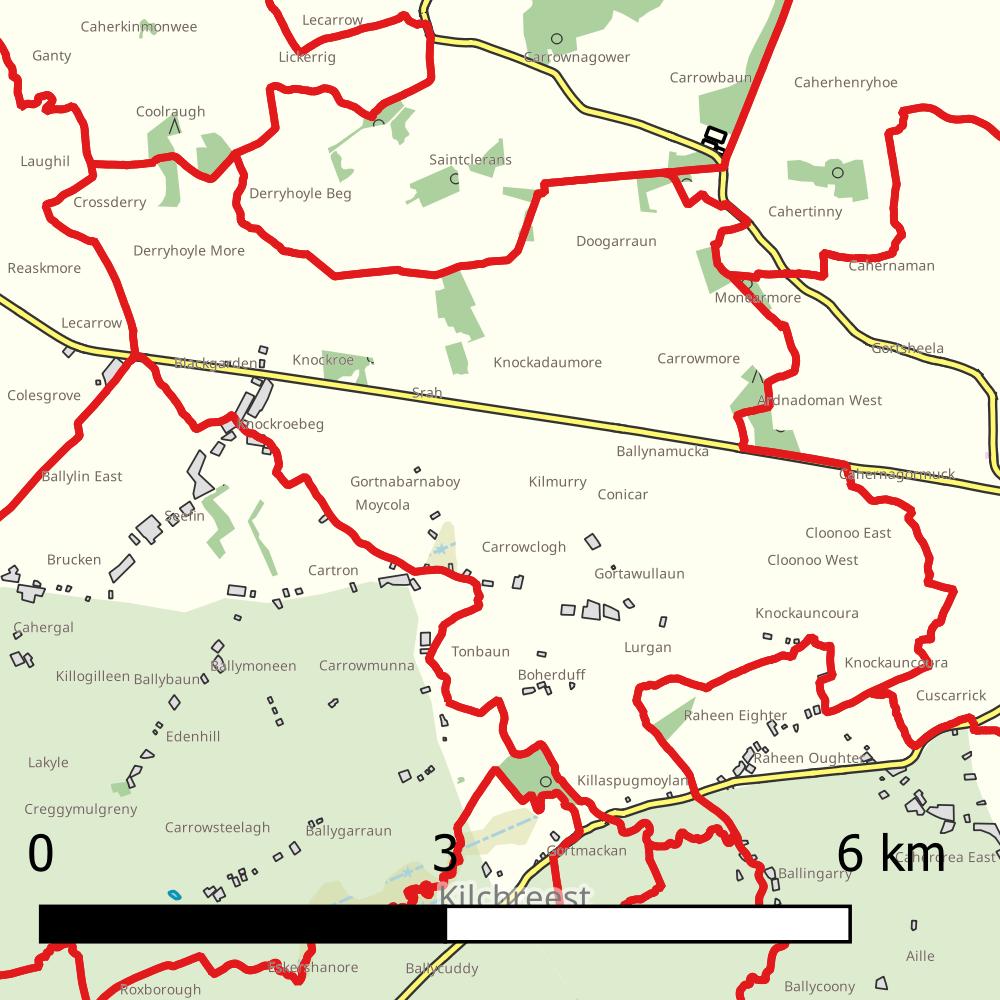 Lecarrow
Caherkinmonwee
Ganty
Lickerrig
Garrownagower
Carrowbaun
Caherhenryhoe
Coolraugh
Laughil
Saintclerans
Crossderry
Derryhoyle Beg
Cahertinny
Doogarraun
Derryhoyle More
Reaskmore
Cahernaman
Monearmore
Lecarrow
Blackgarden
Knockroe
Knockadaumore
Carrowmore
Gortsheela
Colesgrove
Srah
Ardnadoman West
Knockroebeg
Ballynamucka
Ballylin East
Gortnabarnaboy
Kilmurry
Cahernagormuck
Conicar
Moycola
Seefin
Cloonoo East
Carrowclogh
Brucken
Cartron
Gortawullaun
Cloonoo West
Knockauncoura
Cahergal
Lurgan
Tonbaun
Ballymoneen
Carrowmunna
Knockauncoura
Killogilleen
Ballybaun
Boherduff
Cuscarrick
Raheen Eighter
Edenhill
Lakyle
Raheen Oughter
Killaspugmoylan
Creggymulgreny
Carrowsteelagh
Ballygarraun
0
3
6 km
Gortmackan
Cahercrea East
Ballingarry
Kilchreest
Aille
Eskershanore
Ballycuddy
Roxborough
Ballycoony